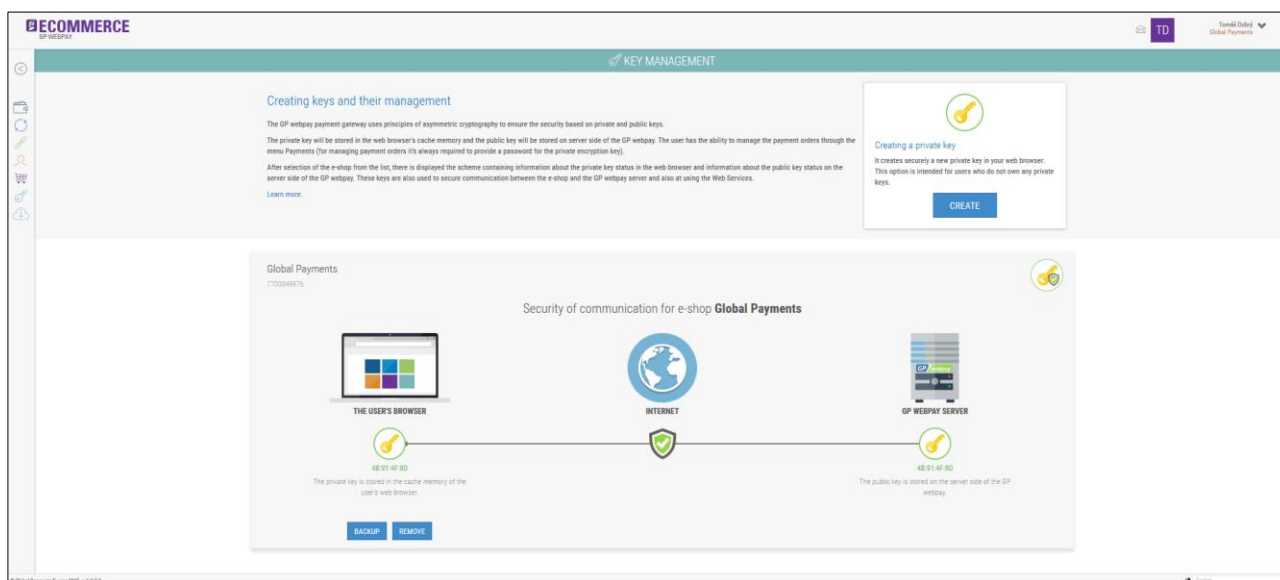 ECOMMERCE
GP WEBPAY
TD
Tomáš Dobrý
Global Payments
KEY MANAGEMENT
Creating keys and their management
The GP webpay payment gateway uses principles of asymmetric cryptography to ensure the security based on private and public keys.
The private key will be stored in the web browser's cache memory and the public key will be stored on server side of the GP webpay. The user has the ability to manage the payment orders through the
menu Payments (for managing payment orders it's always required to provide a password for the private encryption key).
After selection of the e-shop from the list, there is displayed the scheme containing information about the private key status in the web browser and information about the public key status on the
server side of the GP webpay. These keys are also used to secure communication between the e-shop and the GP webpay server and also at using the Web Services.
Learn more.
Creating a private key
It creates securely a new private key in your web browser.
This option is intended for users who do not own any private
keys.
CREATE
Global Payments
7700049976
Security of communication for e-shop Global Payments
GP webpay
THE USER'S BROWSER
INTERNET
GP WEBPAY SERVER
4B:91:4F:8D
4B:91:4F:8D
The private key is stored in the cache memory of the
user's web browser.
The public key is stored on the server side of the GP
webpay.
BACKUP
REMOVE